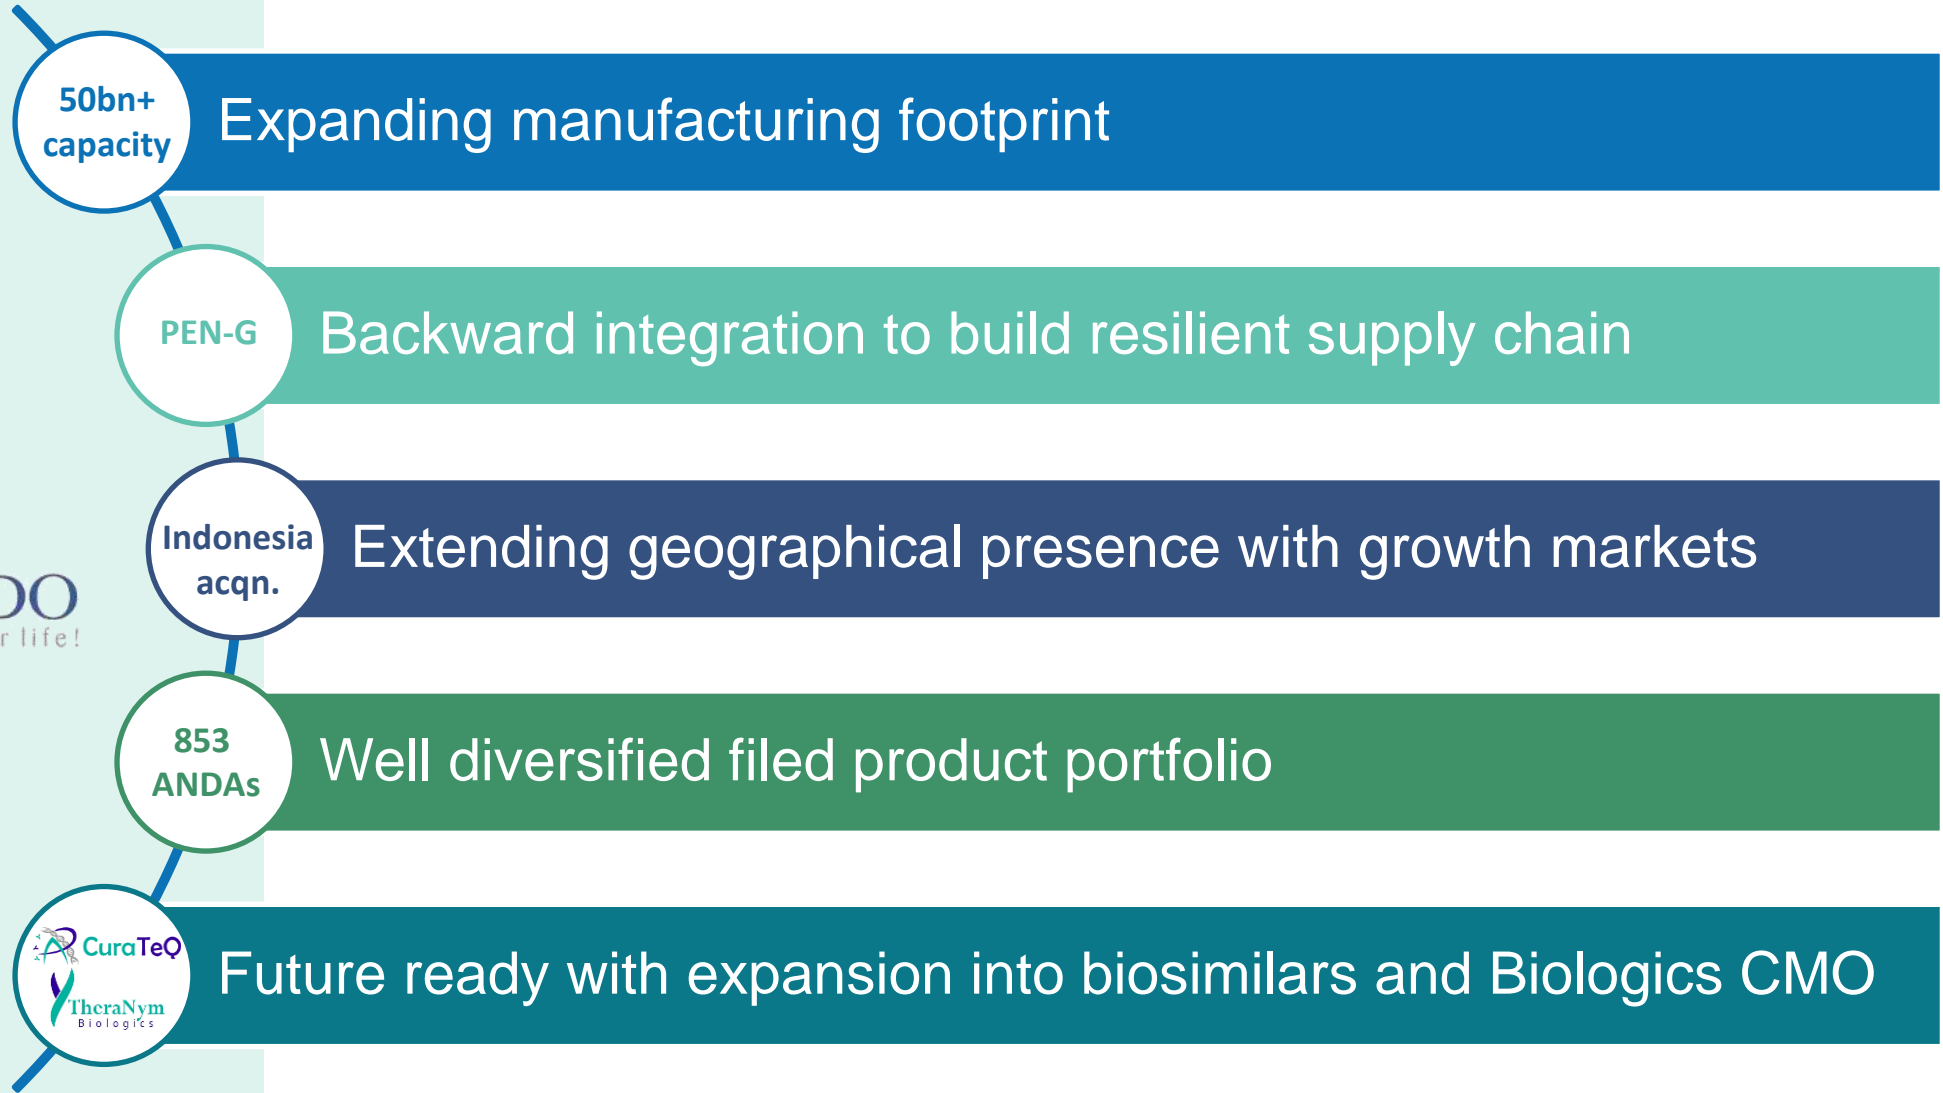 50bn+
capacity
Expanding manufacturing footprint
PEN-G
Backward integration to build resilient supply chain
Indonesia
acqn.
Extending geographical presence with growth markets
DO
r life!
853
ANDAs
Well diversified filed product portfolio
CuraTeQ
TheraNym
Biologics
Future ready with expansion into biosimilars and Biologics CMO